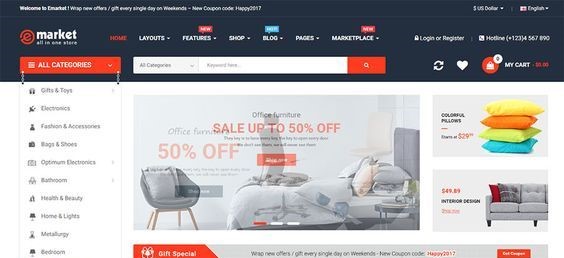 Welcome to Emarket ! Wrap new offers / gift every single day on Weekends – New Coupon code: Happy2017
$ US Dollar
English
e market
all in one store
HOME
LAYOUTS
FEATURES
NEW
SHOP
BLOG
HOT
PAGES
MARKETPLACE
NEW
Login or Register
Hotline (+123)4 567 890
ALL CATEGORIES
All Categories
Keyword here...
0
MY CART - $0.00
Gifts & Toys
Electronics
Fashion & Accessories
Bags & Shoes
Optimum Electronics
Bathroom
Health & Beauty
Home & Lights
Metallurgy
Bedroom
Office furniture
Office furniture
SALE UP TO 50% OFF
50% OFF
Shop now
Shop now
COLORFUL
PILLOWS
Starts at $29
$49.89
INTERIOR DESIGN
Shop now
Gift Special
Wrap new offers / gift every single day on Weekends - New Coupon code: Happy2017
Get Coupon